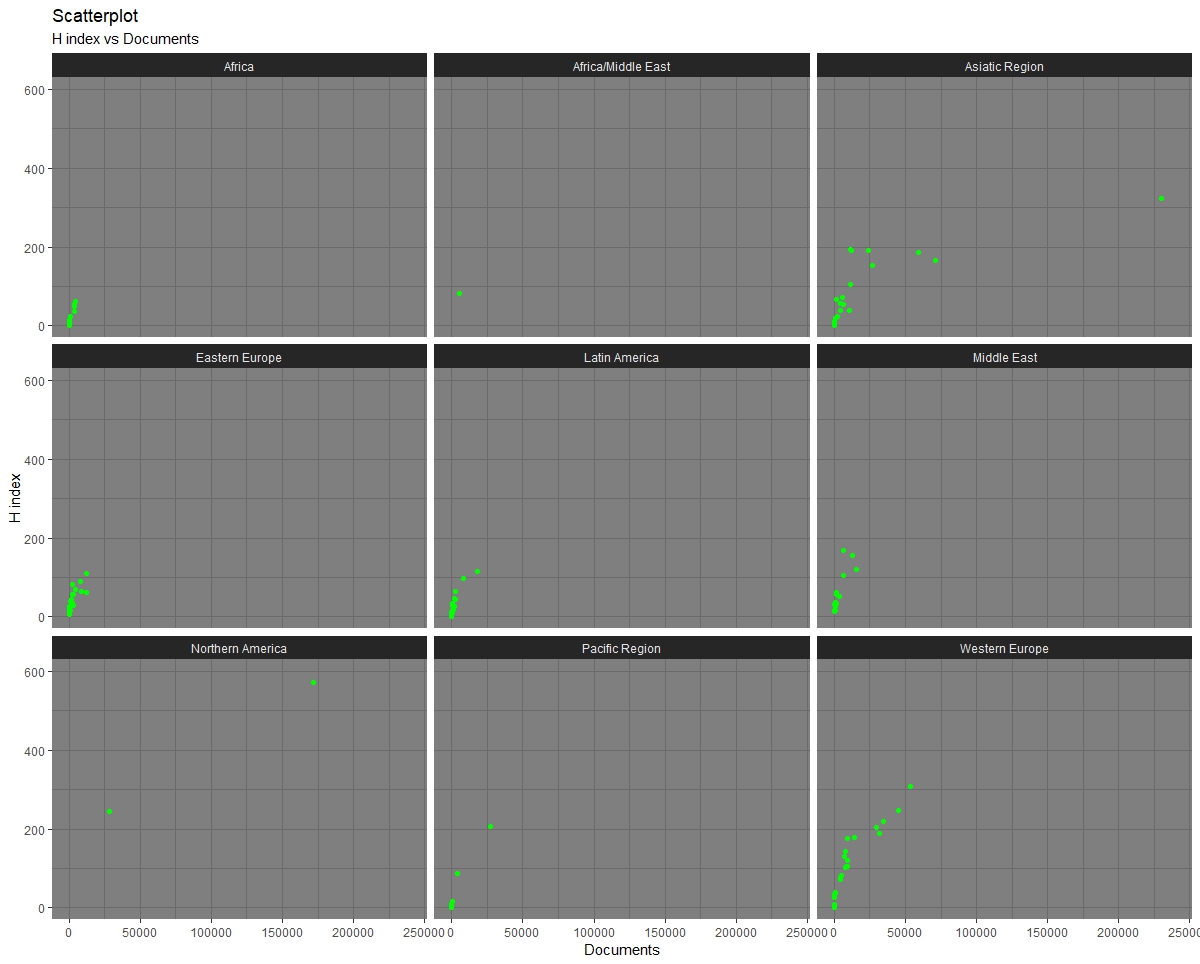 Scatterplot
H index vs Documents
Africa
Africa/Middle East
Asiatic Region
600
400
200
0
Eastern Europe
Latin America
Middle East
600
400
200
0
Northern America
Pacific Region
Western Europe
600
400
200
0
H index
0 50000 100000 150000 200000 250000 0 50000 100000 150000 200000 250000 0 50000 100000 150000 200000 25000
Documents